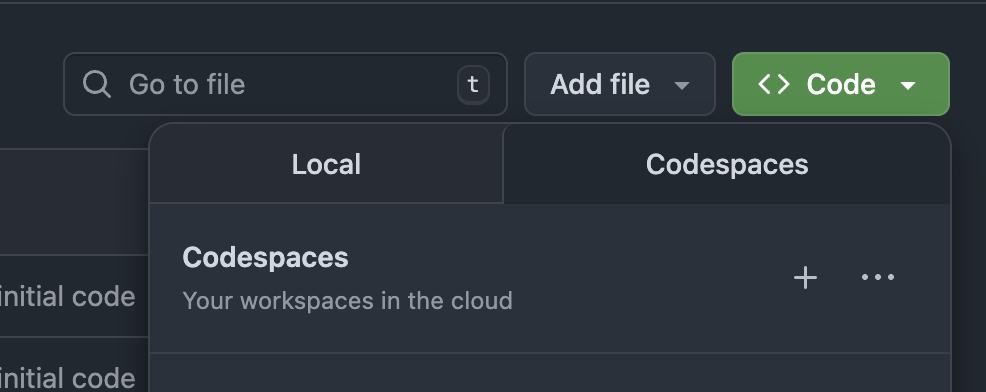 Go to file t Add file <> Code
Local Codespaces
Codespaces
Your workspaces in the cloud
initial code
initial code